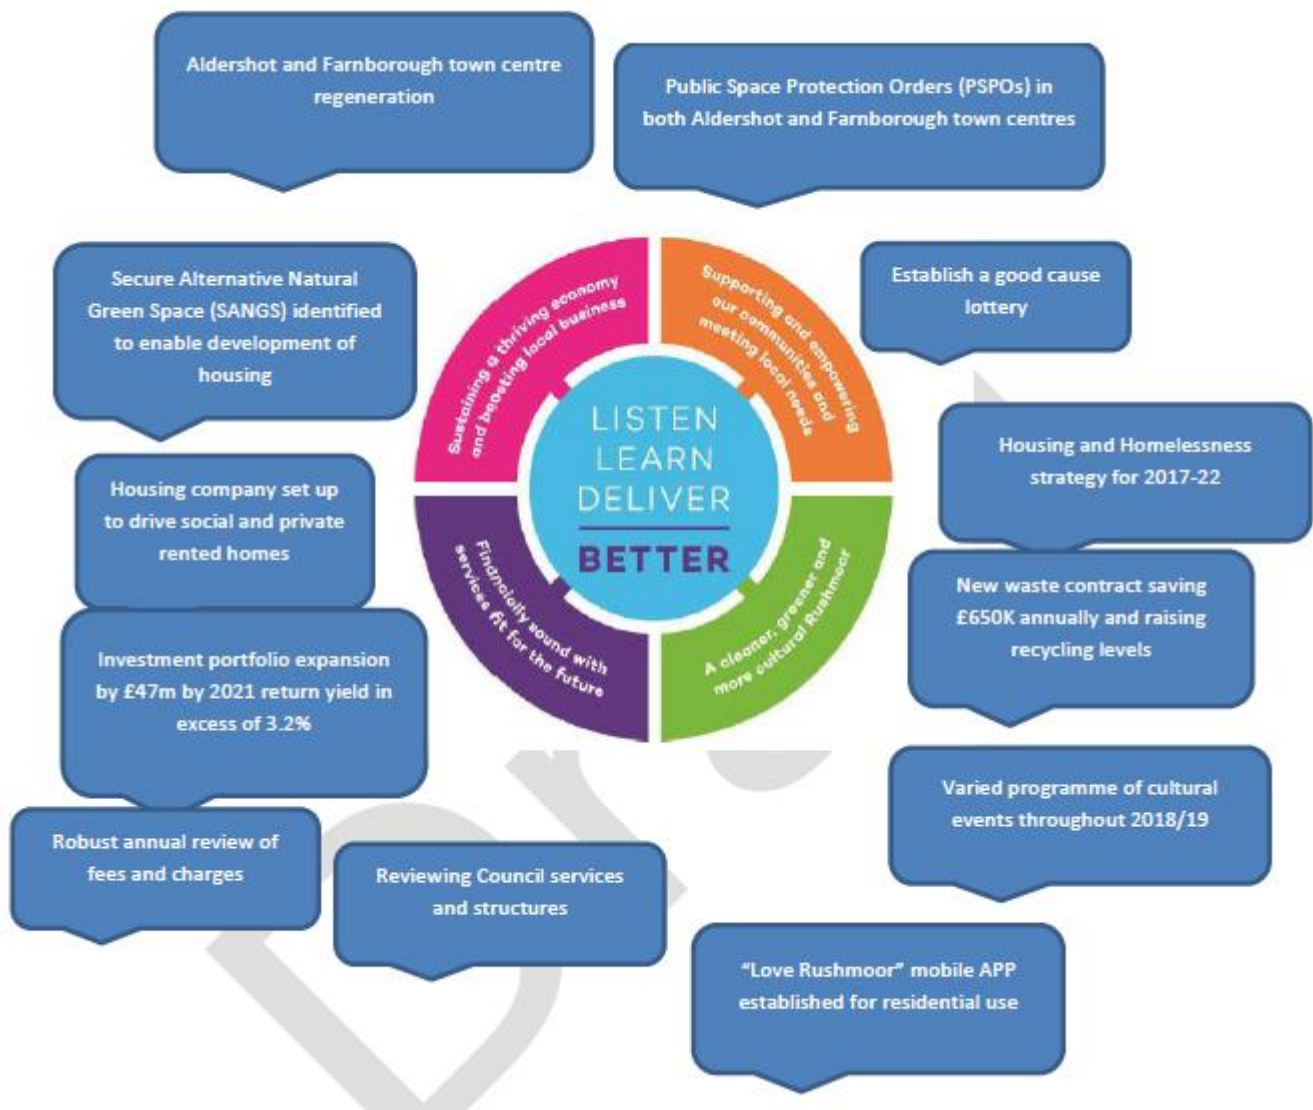 Aldershot and Farnborough town centre
regeneration
Public Space Protection Orders (PSPOs) in
both Aldershot and Farnborough town centres
Secure Alternative Natural
Green Space (SANGS) identified
to enable development of
housing
Establish a good cause
lottery
Sustaining a thriving economy
and boosting local business
Supporting and empowering
our communities and
meeting local needs
LISTEN
LEARN
DELIVER
BETTER
Housing and Homelessness
strategy for 2017-22
Housing company set up
to drive social and private
rented homes
Financially sound with
services fit for the future
A cleaner, greener and
more cultural Rushmoor
New waste contract saving
£650K annually and raising
recycling levels
Investment portfolio expansion
by £47m by 2021 return yield in
excess of 3.2%
Varied programme of cultural
events throughout 2018/19
Robust annual review of
fees and charges
Reviewing Council services
and structures
“Love Rushmoor” mobile APP
established for residential use